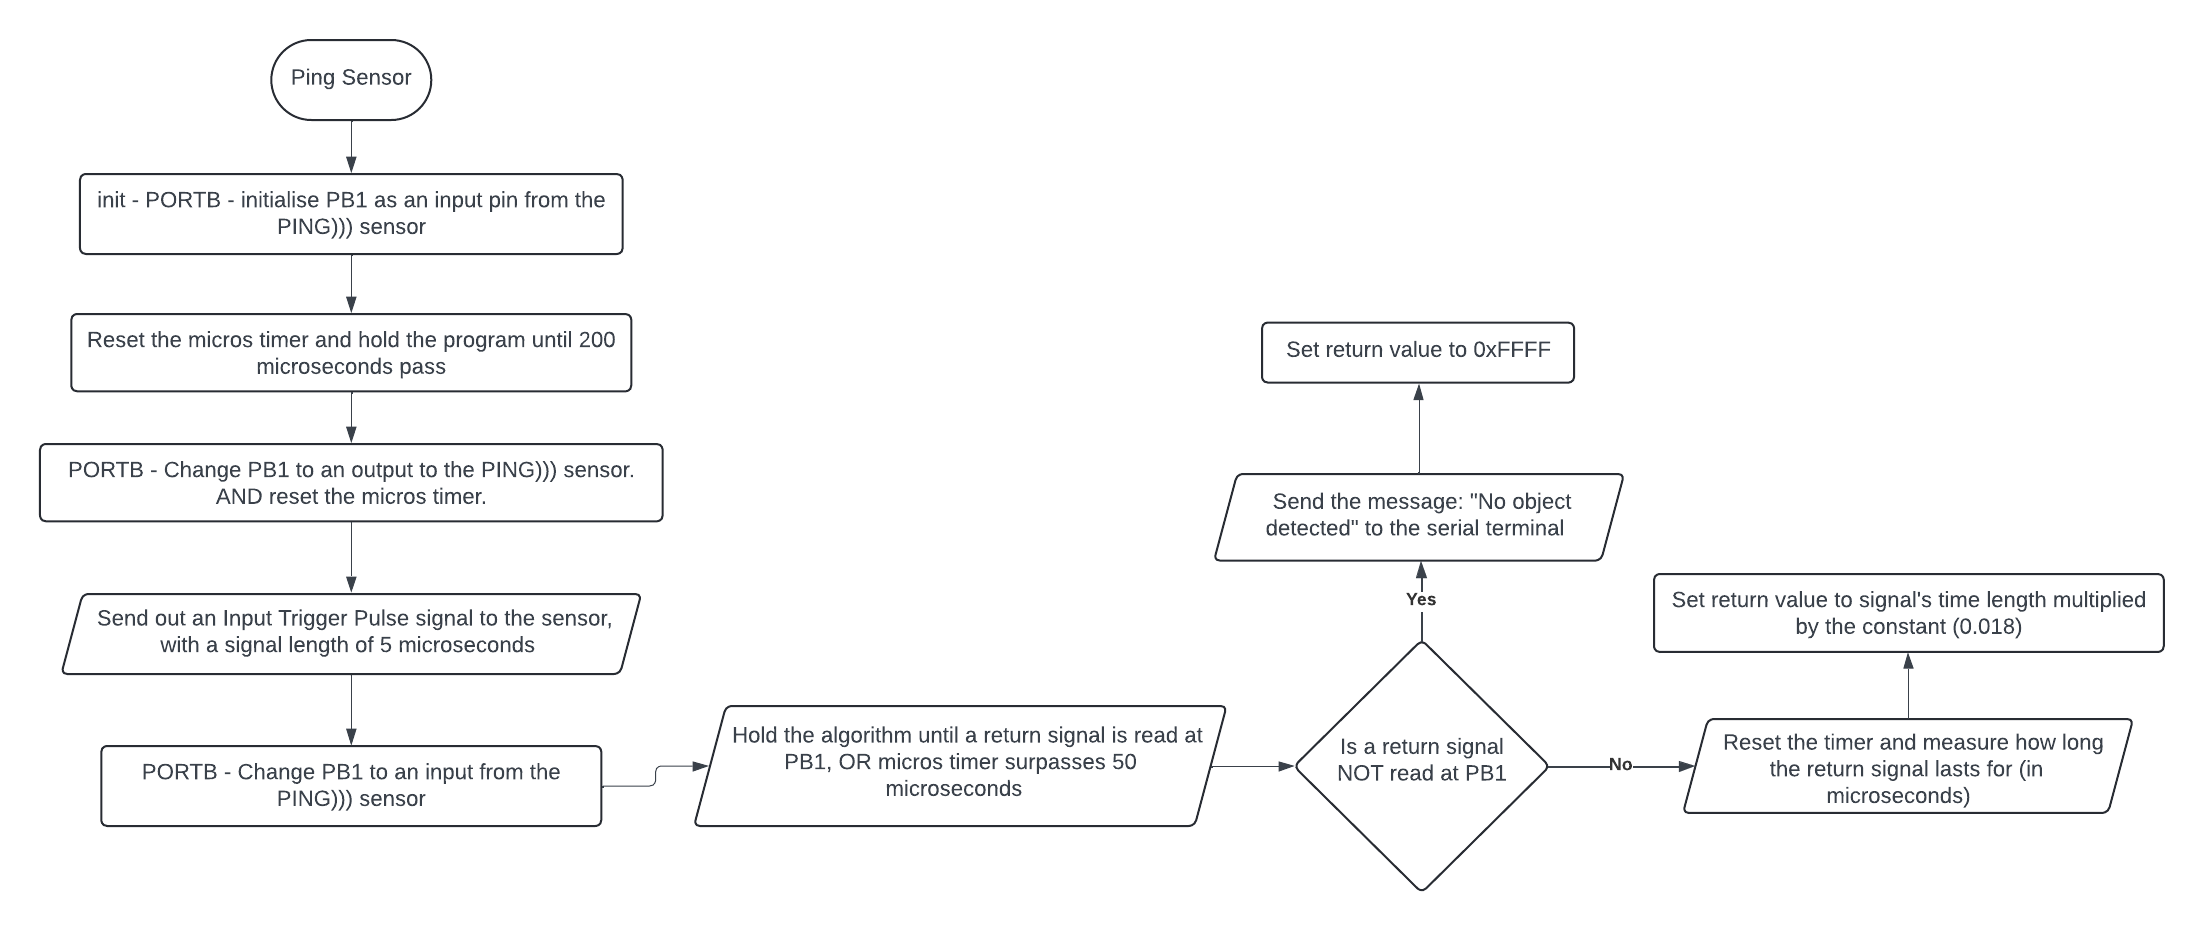 Ping Sensor
init - PORTB - initialise PB1 as an input pin from the
PING))) sensor
Reset the micros timer and hold the program until 200
microseconds pass
PORTB - Change PB1 to an output to the PING))) sensor.
AND reset the micros timer.
Send out an Input Trigger Pulse signal to the sensor,
with a signal length of 5 microseconds
PORTB - Change PB1 to an input from the
PING))) sensor
Hold the algorithm until a return signal is read at
PB1, OR micros timer surpasses 50
microseconds
Is a return signal
NOT read at PB1
Yes
Send the message: "No object
detected" to the serial terminal
Set return value to 0xFFFF
No
Reset the timer and measure how long
the return signal lasts for (in
microseconds)
Set return value to signal's time length multiplied
by the constant (0.018)